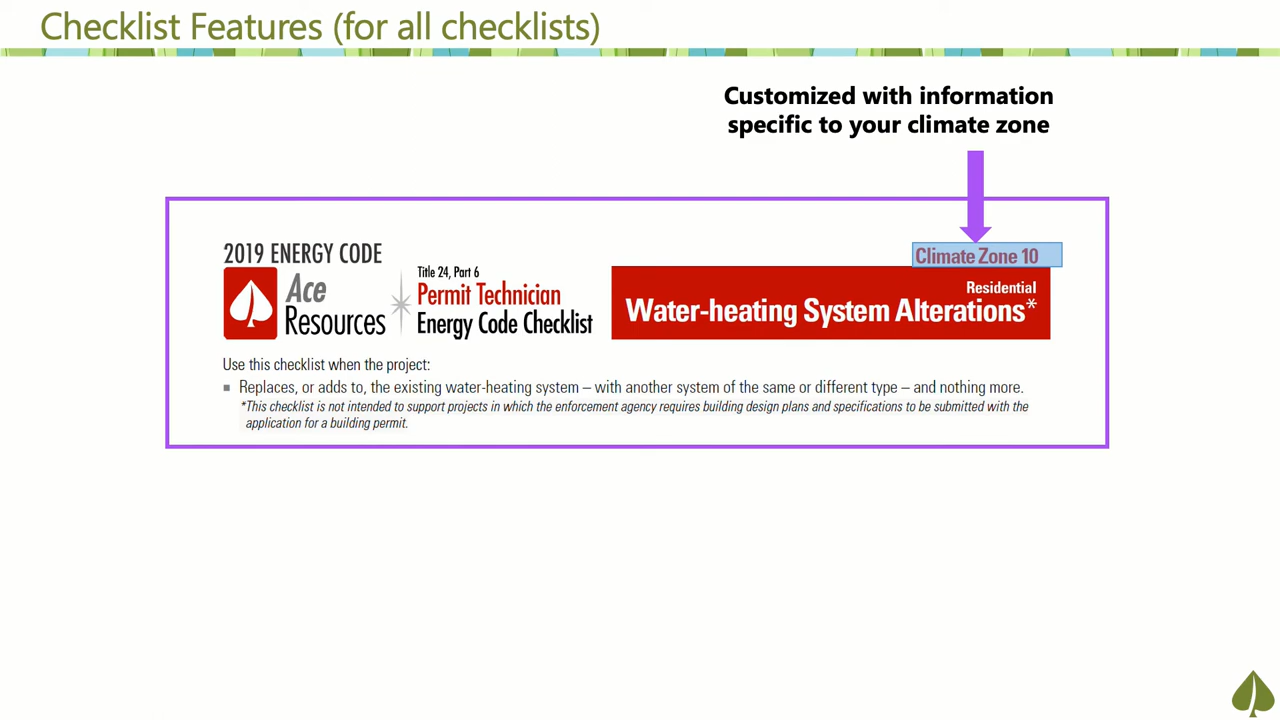 Checklist Features (for all checklists)
Customized with information
specific to your climate zone
2019 ENERGY CODE
Ace
Resources
Title 24, Part 6
Permit Technician
Energy Code Checklist
Climate Zone 10
Residential
Water-heating System Alterations*
Use this checklist when the project:
■ Replaces, or adds to, the existing water-heating system – with another system of the same or different type – and nothing more.
*This checklist is not intended to support projects in which the enforcement agency requires building design plans and specifications to be submitted with the
application for a building permit.